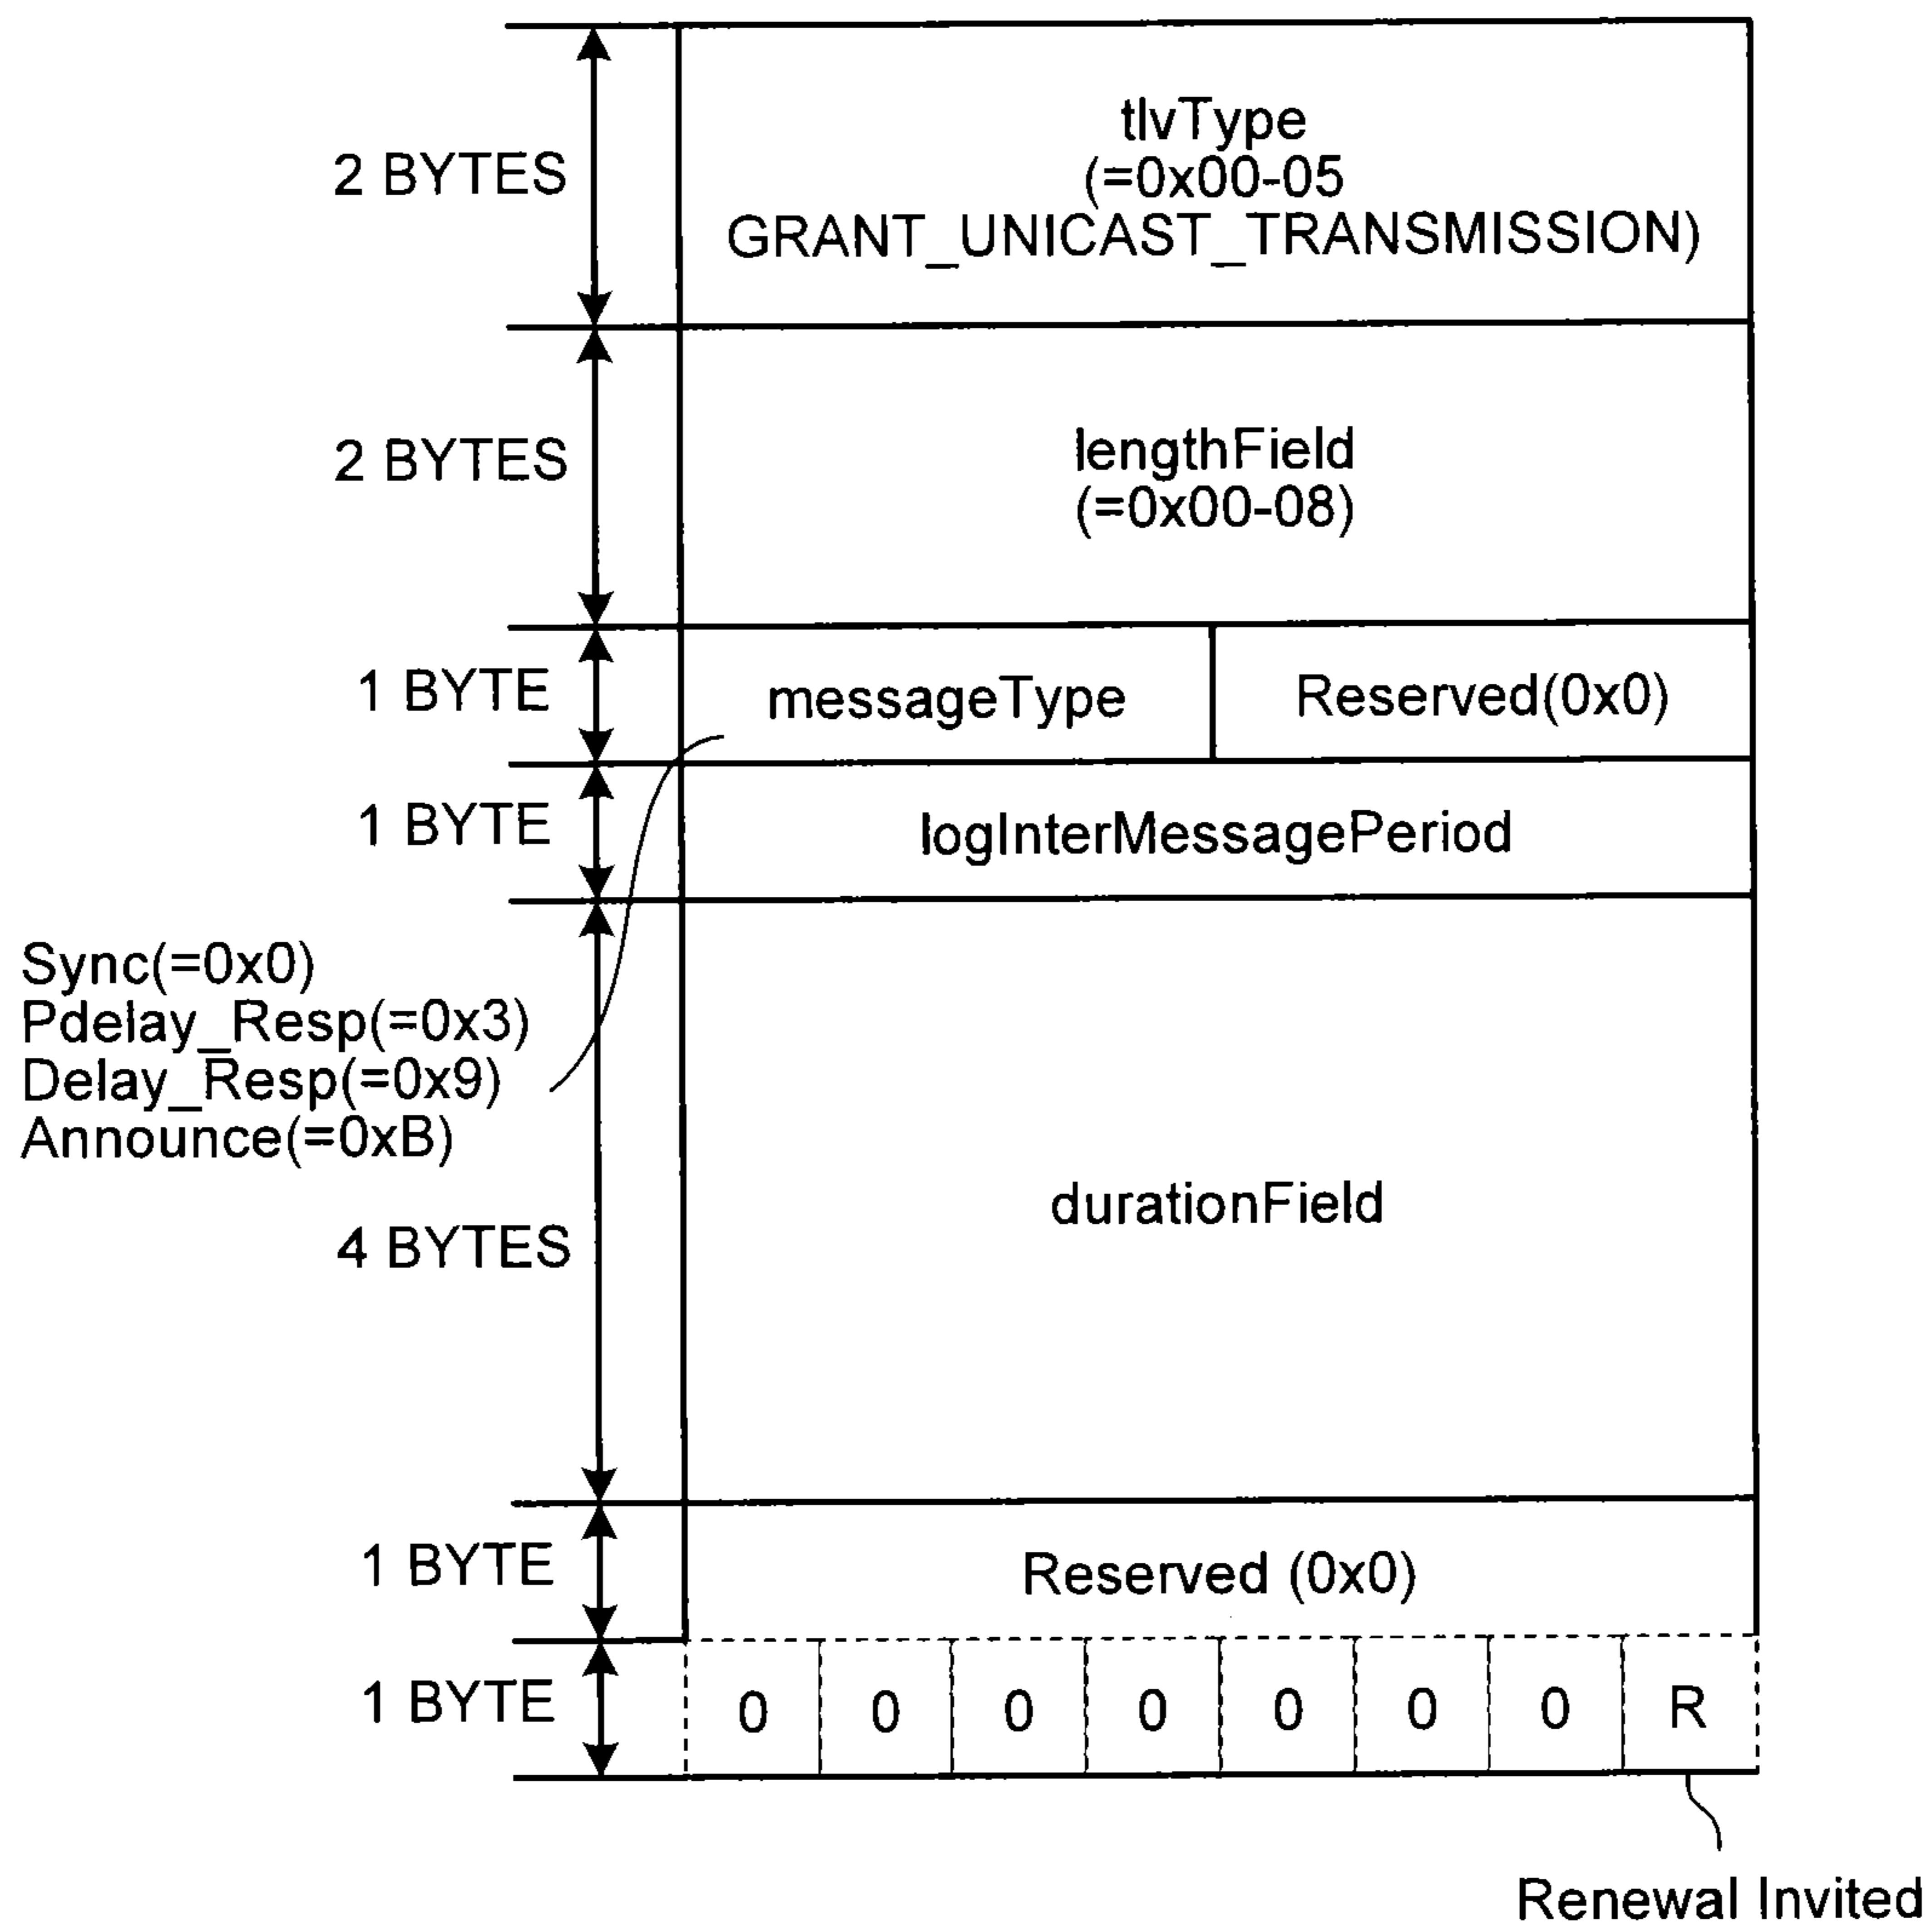 2 BYTES
tlvType
(=0x00-05
GRANT_UNICAST_TRANSMISSION)
2 BYTES
lengthField
(=0x00-08)
1 BYTE
messageType
Reserved(0x0)
1 BYTE
logInterMessagePeriod
Sync(=0x0)
Pdelay_Resp(=0x3)
Delay_Resp(=0x9)
Announce(=0xB)
4 BYTES
durationField
1 BYTE
Reserved (0x0)
1 BYTE
0 0 0 0 0 0 0 R
Renewal Invited